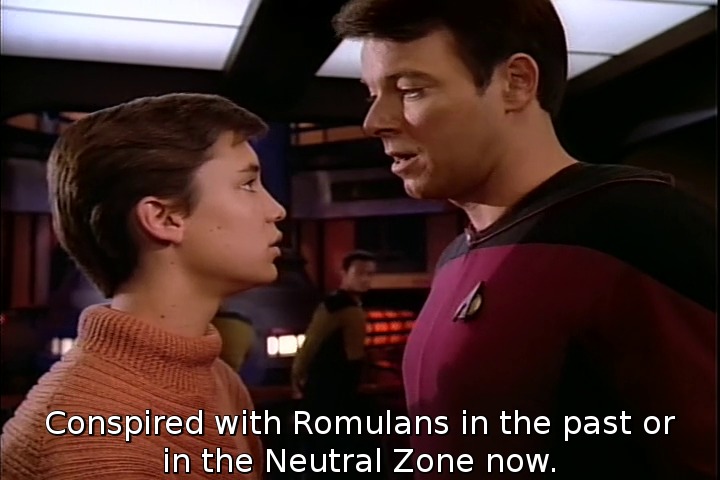 Conspired with Romulans in the past or
in the Neutral Zone now.